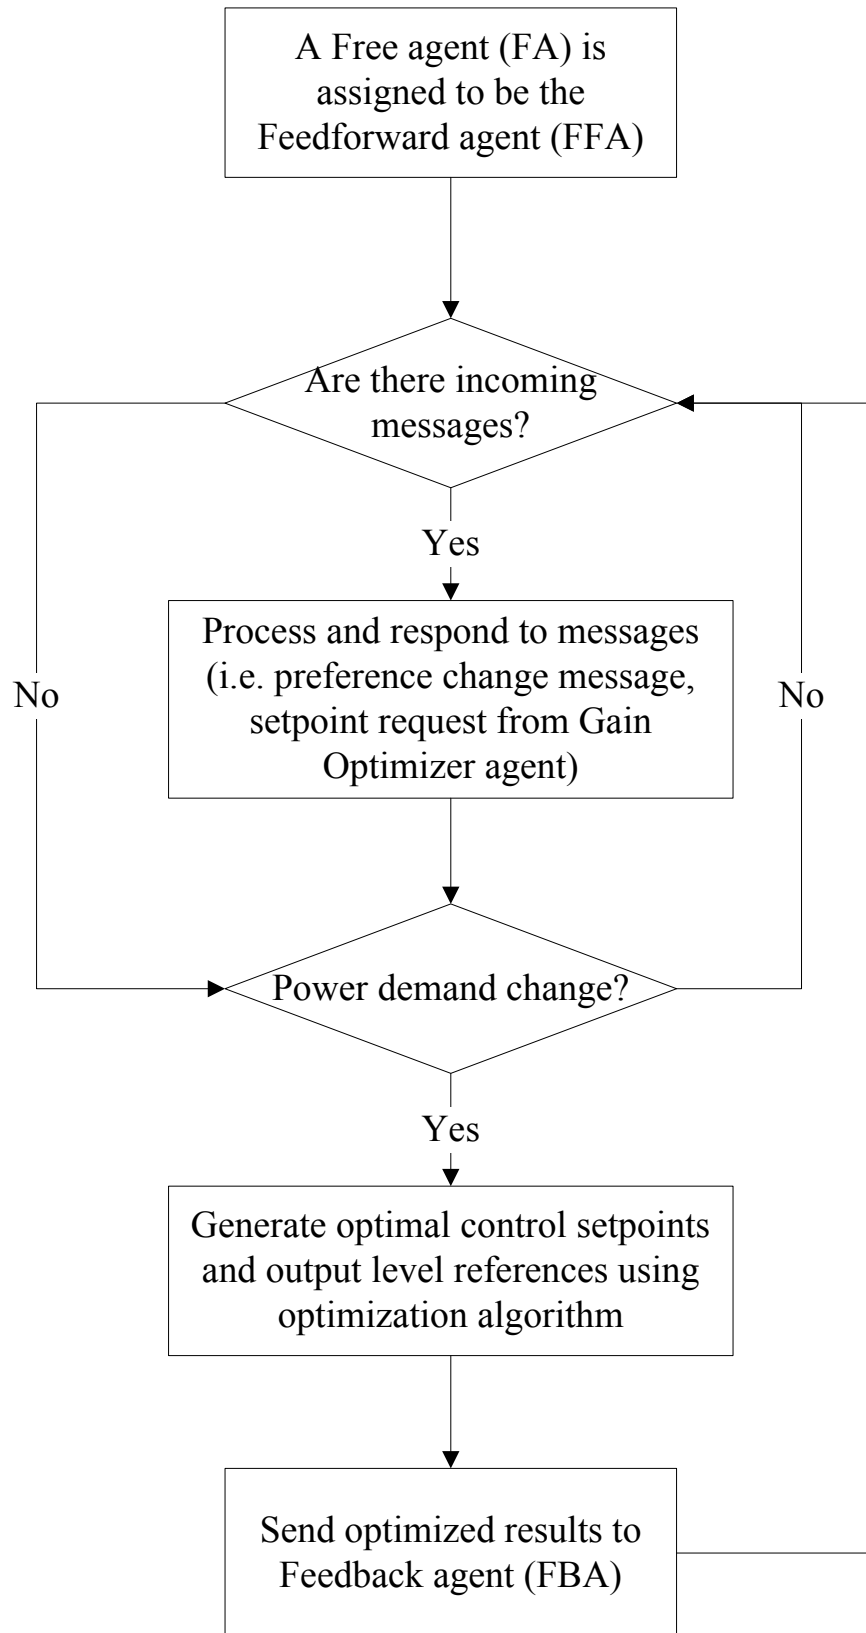 A Free agent (FA) is
assigned to be the
Feedforward agent (FFA)
Are there incoming
messages?
Yes
Process and respond to messages
(i.e. preference change message,
setpoint request from Gain
Optimizer agent)
No
No
Power demand change?
Yes
Generate optimal control setpoints
and output level references using
optimization algorithm
Send optimized results to
Feedback agent (FBA)